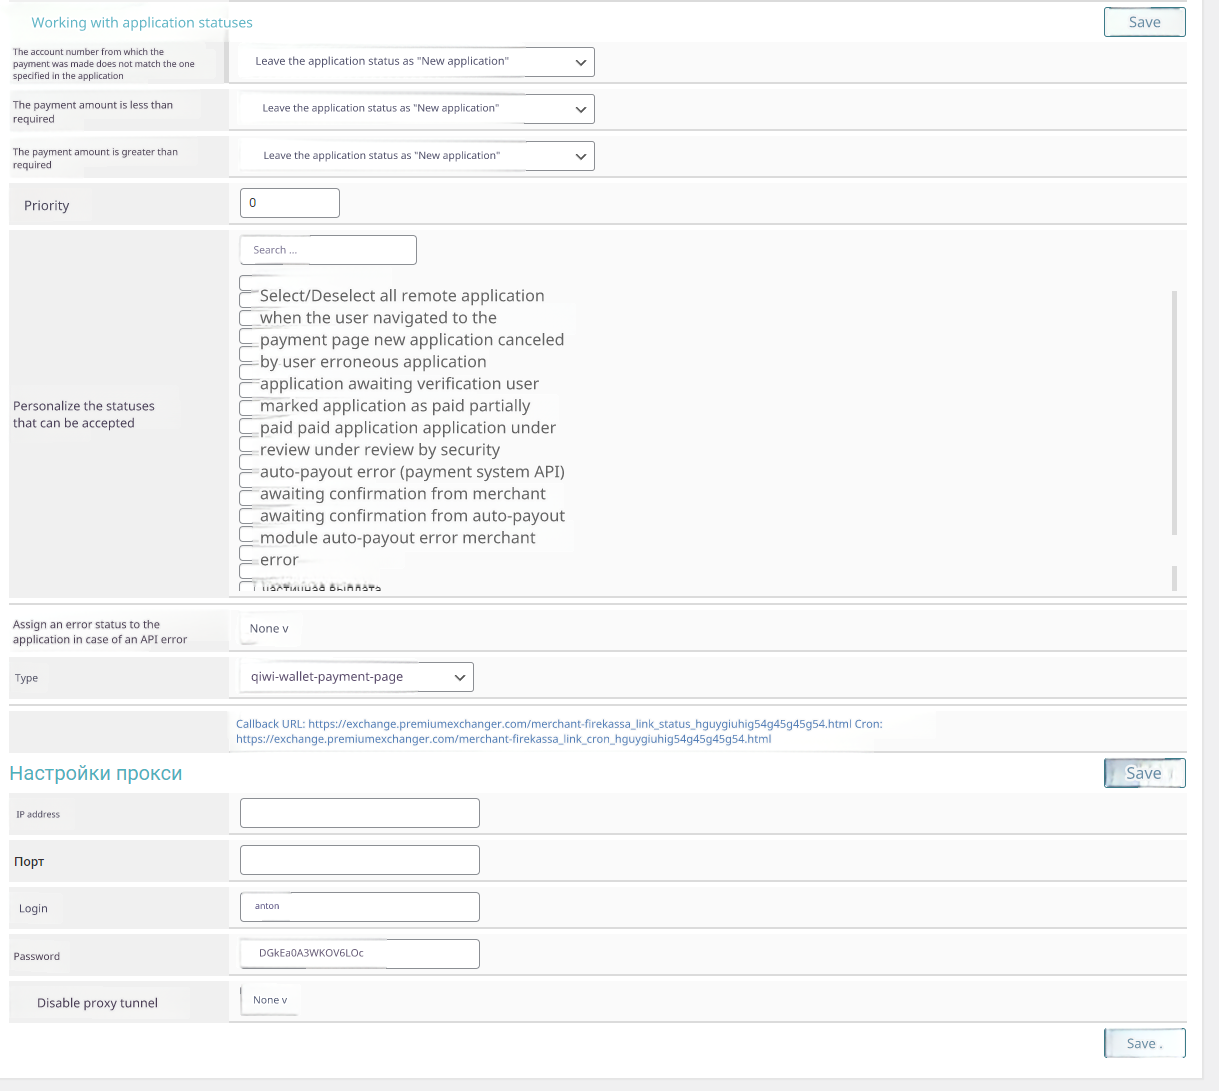 Working with application statuses
Save
The account number from which the
payment was made does not match the one
specified in the application
Leave the application status as "New application"
The payment amount is less than
required
Leave the application status as "New application"
The payment amount is greater than
required
Leave the application status as "New application"
Priority
0
Search ...
Personalize the statuses
that can be accepted
Select/Deselect all remote application
when the user navigated to the
payment page new application canceled
by user erroneous application
application awaiting verification user
marked application as paid partially
paid paid application application under
review under review by security
auto-payout error (payment system API)
awaiting confirmation from merchant
awaiting confirmation from auto-payout
module auto-payout error merchant
error
частичная выплата
Assign an error status to the
application in case of an API error
None v
Type
qiwi-wallet-payment-page
Callback URL: https://exchange.premiumexchanger.com/merchant-firekassa_link_status_hguygiuhig54g45g45g54.html Cron:
https://exchange.premiumexchanger.com/merchant-firekassa_link_cron_hguygiuhig54g45g45g54.html
Настройки прокси
Save
IP address
Порт
Login
anton
Password
DGkEa0A3WKOV6LOc
Disable proxy tunnel
None v
Save .